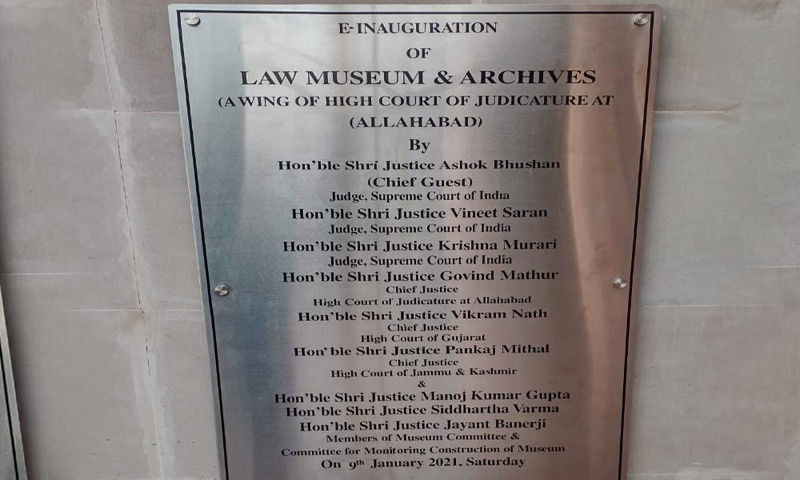 E-INAUGURATION
OF
LAW MUSEUM & ARCHIVES
(A WING OF HIGH COURT OF JUDICATURE AT
(ALLAHABAD)
By
Hon'ble Shri Justice Ashok Bhushan
(Chief Guest)
Judge, Supreme Court of India
Hon'ble Shri Justice Vineet Saran
Judge, Supreme Court of India
Hon'ble Shri Justice Krishna Murari
Judge, Supreme Court of India
Hon'ble Shri Justice Govind Mathur
Chief Justice
High Court of Judicature at Allahabad
Hon'ble Shri Justice Vikram Nath
Chief Justice
High Court of Gujarat
Hon'ble Shri Justice Pankaj Mithal
Chief Justice
High Court of Jammu & Kashmir
&
Hon'ble Shri Justice Manoj Kumar Gupta
Hon'ble Shri Justice Siddhartha Varma
Hon'ble Shri Justice Jayant Banerji
Members of Museum Committee &
Committee for Monitoring Construction of Museum
On 9th January 2021, Saturday